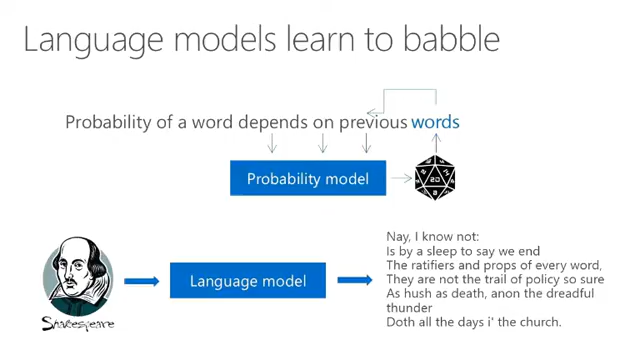 Language models learn to babble
Probability of a word depends on previous words
Probability model
20
Language model
Shakespeare
Nay, I know not:
Is by a sleep to say we end
The ratifiers and props of every word,
They are not the trail of policy so sure
As hush as death, anon the dreadful
thunder
Doth all the days i' the church.